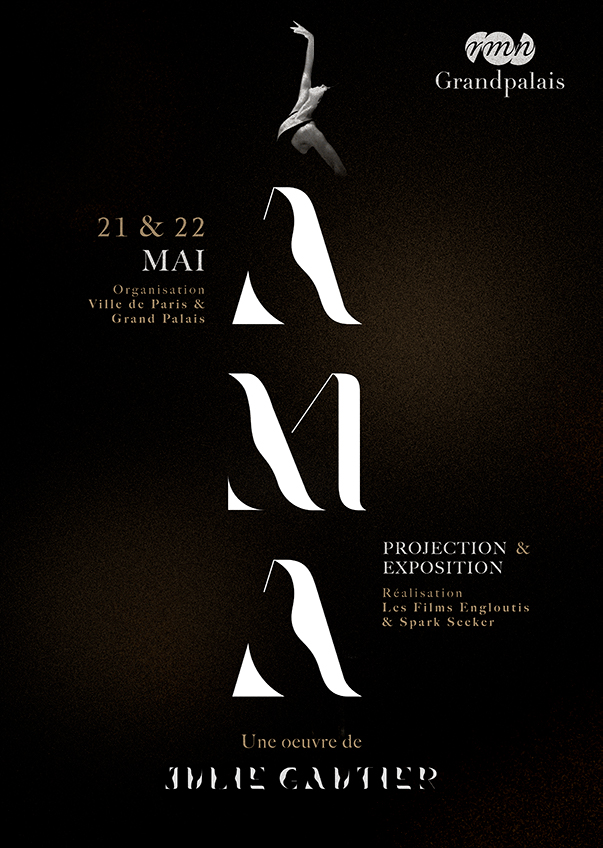 rmn
Grandpalais
21 & 22
MAI
Organisation
Ville de Paris &
Grand Palais
A
M
A
PROJECTION &
EXPOSITION
Réalisation
Les Films Engloutis
& Spark Seeker
Une oeuvre de
JULIE GAUTIER